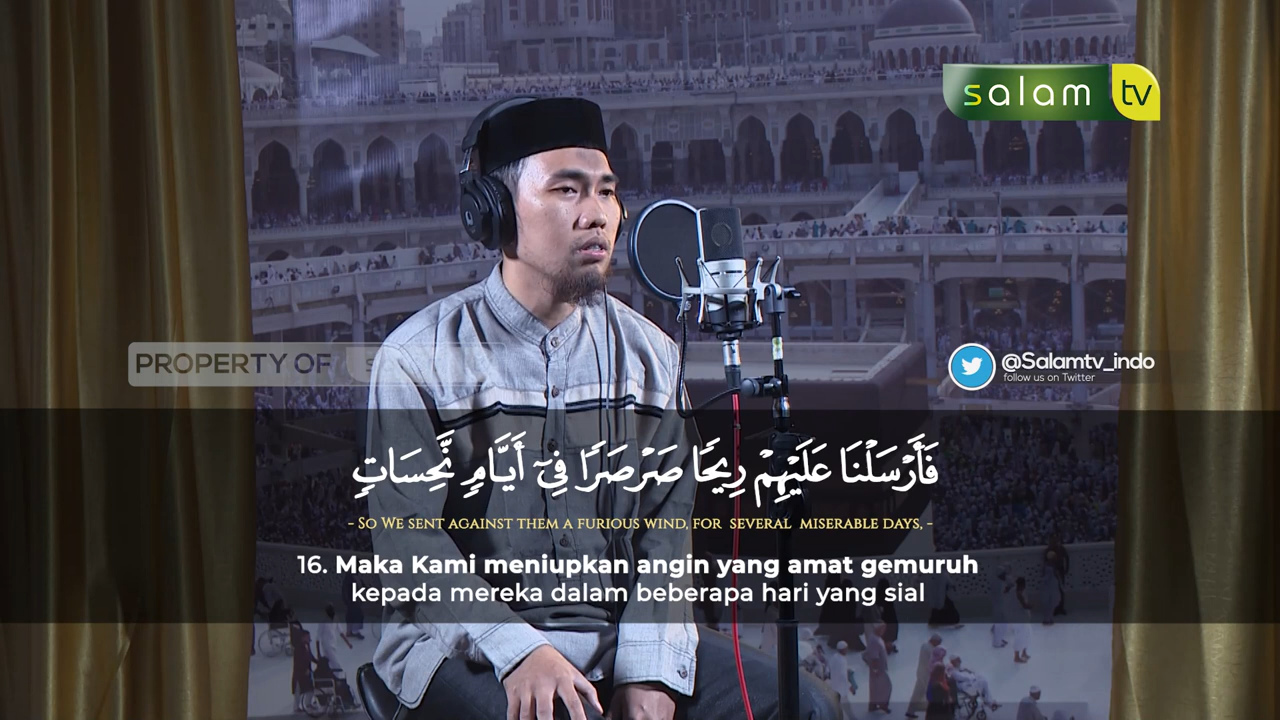 salam tv
PROPERTY OF
@Salamtv_indo
follow us on Twitter
فَأَرْسَلْنَا عَلَيْهِمْ رِيحًا صَرْصَرًا فِىٓ أَيَّامٍ نَّحِسَاتٍ
- So We sent against them a furious wind, for several miserable days, -
16. Maka Kami meniupkan angin yang amat gemuruh
kepada mereka dalam beberapa hari yang sial